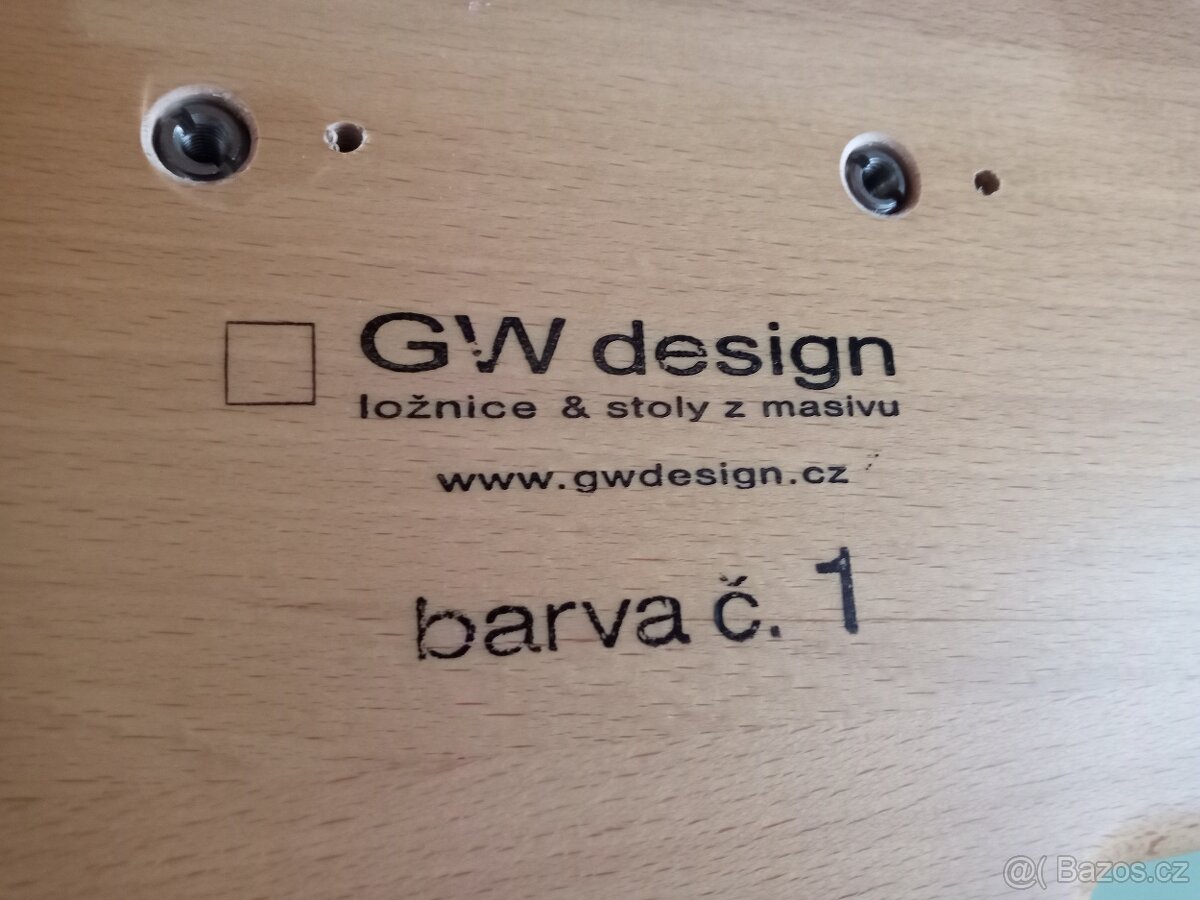 GW design
ložnice & stoly z masivu
www.gwdesign.cz
barva č. 1
@( Bazos.cz